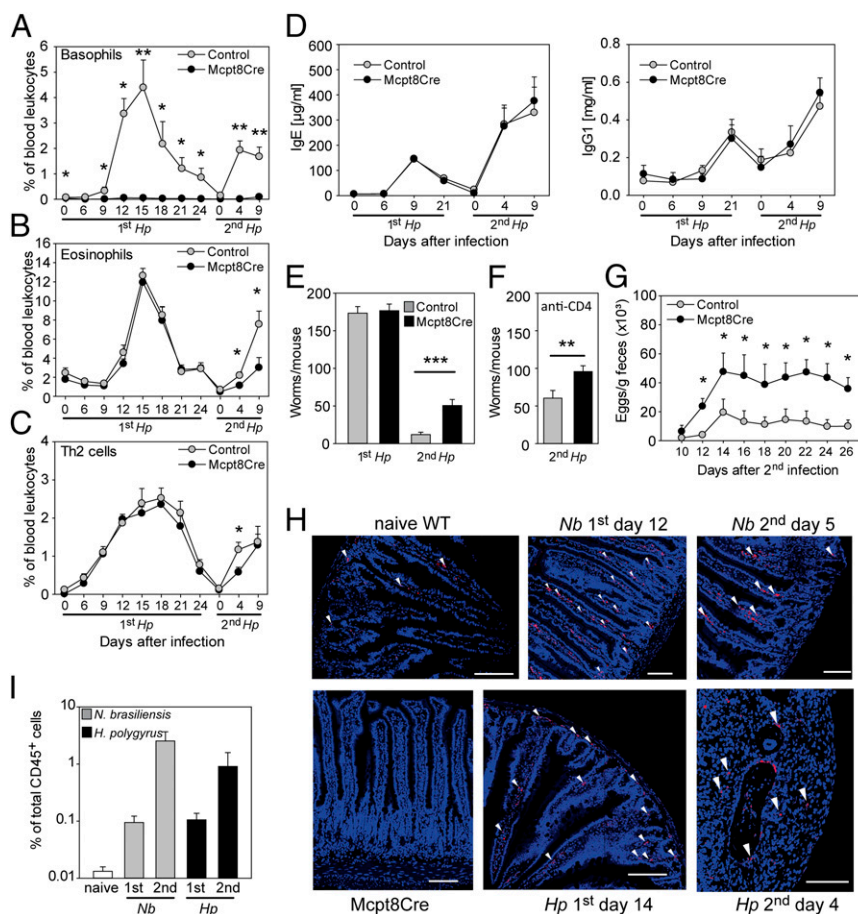 A
Basophils
Control
Mcpt8Cre
% of blood leukocytes
6
5
4
3
2
1
0
*
*
*
**
*
*
*
**
**
0 6 9 12 15 18 21 24 0 4 9
1st Hp
2nd Hp
B
Eosinophils
Control
Mcpt8Cre
% of blood leukocytes
16
14
12
10
8
6
4
2
0
*
*
0 6 9 12 15 18 21 24 0 4 9
1st Hp
2nd Hp
C
Th2 cells
Control
Mcpt8Cre
% of blood leukocytes
4
3
2
1
0
*
0 6 9 12 15 18 21 24 0 4 9
1st Hp
2nd Hp
Days after infection
D
Control
Mcpt8Cre
IgE [µg/ml]
600
500
400
300
200
100
0
0 6 9 21 0 4 9
1st Hp
2nd Hp
Days after infection
Control
Mcpt8Cre
IgG1 [mg/ml]
1.0
0.8
0.6
0.4
0.2
0.0
0 6 9 21 0 4 9
1st Hp
2nd Hp
Days after infection
E
Control
Mcpt8Cre
Worms/mouse
200
150
100
50
0
***
1st Hp
2nd Hp
F
anti-CD4
Worms/mouse
200
150
100
50
0
**
2nd Hp
G
Control
Mcpt8Cre
Eggs/g feces (x10³)
100
80
60
40
20
0
* * * * * * * *
10 12 14 16 18 20 22 24 26
Days after 2nd infection
H
naive WT
Nb 1st day 12
Nb 2nd day 5
Mcpt8Cre
Hp 1st day 14
Hp 2nd day 4
I
N. brasiliensis
H. polygyrus
% of total CD45+ cells
10
1
0.1
0.01
naive 1st 2nd 1st 2nd
Nb
Hp